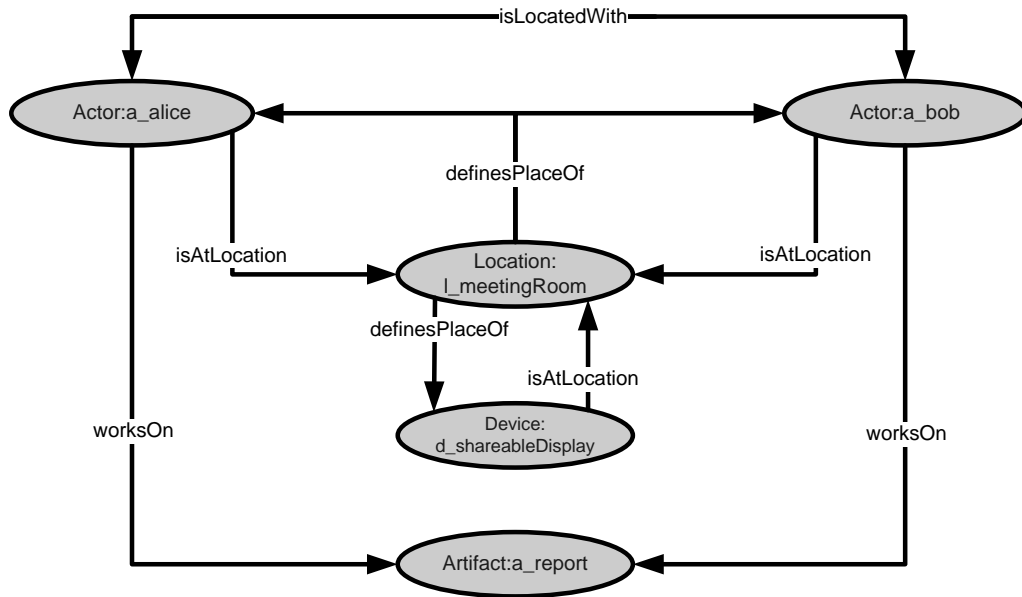 isLocatedWith
Actor:a_alice
Actor:a_bob
definesPlaceOf
isAtLocation
isAtLocation
Location:
l_meetingRoom
definesPlaceOf
isAtLocation
Device:
d_shareableDisplay
worksOn
worksOn
Artifact:a_report